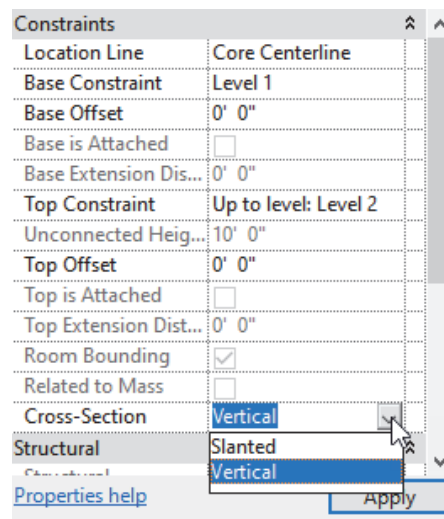 Constraints
Location Line Core Centerline
Base Constraint Level 1
Base Offset 0' 0"
Base is Attached
Base Extension Dis... 0' 0"
Top Constraint Up to level: Level 2
Unconnected Heig... 10' 0"
Top Offset 0' 0"
Top is Attached
Top Extension Dist... 0' 0"
Room Bounding
Related to Mass
Cross-Section Vertical
Structural Slanted
Structural Vertical
Properties help Apply